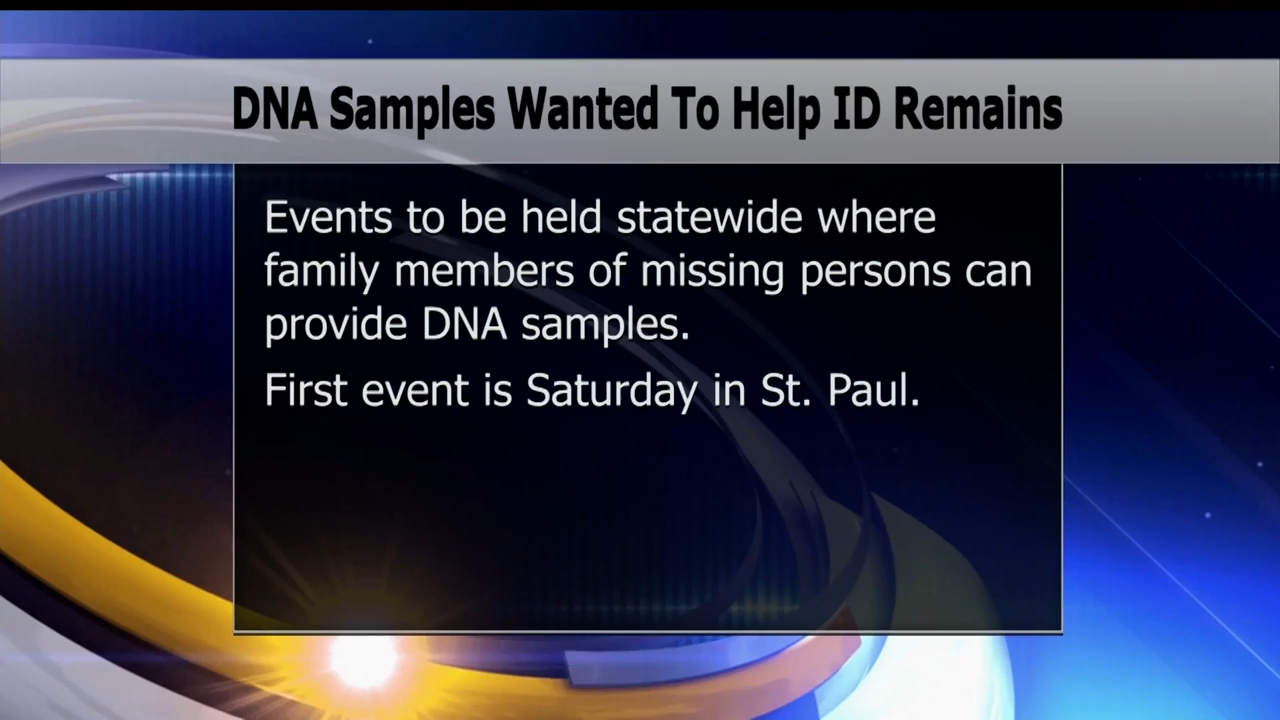 DNA Samples Wanted To Help ID Remains
Events to be held statewide where
family members of missing persons can
provide DNA samples.
First event is Saturday in St. Paul.